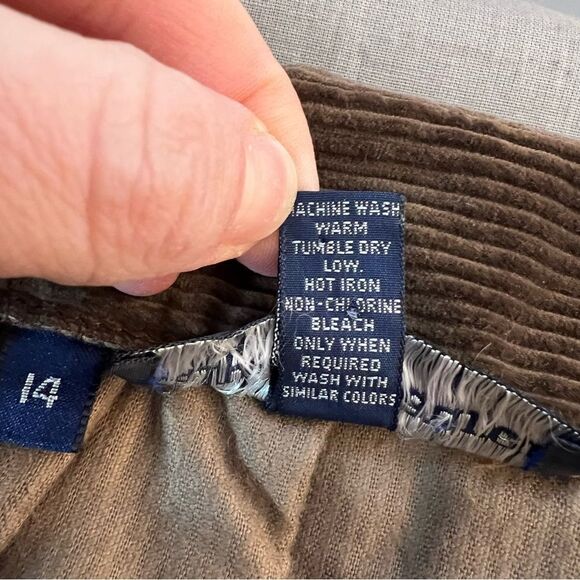 MACHINE WASH
WARM
TUMBLE DRY
LOW.
HOT IRON
NON-CHLORINE
BLEACH
ONLY WHEN
REQUIRED
WASH WITH
SIMILAR COLORS
14